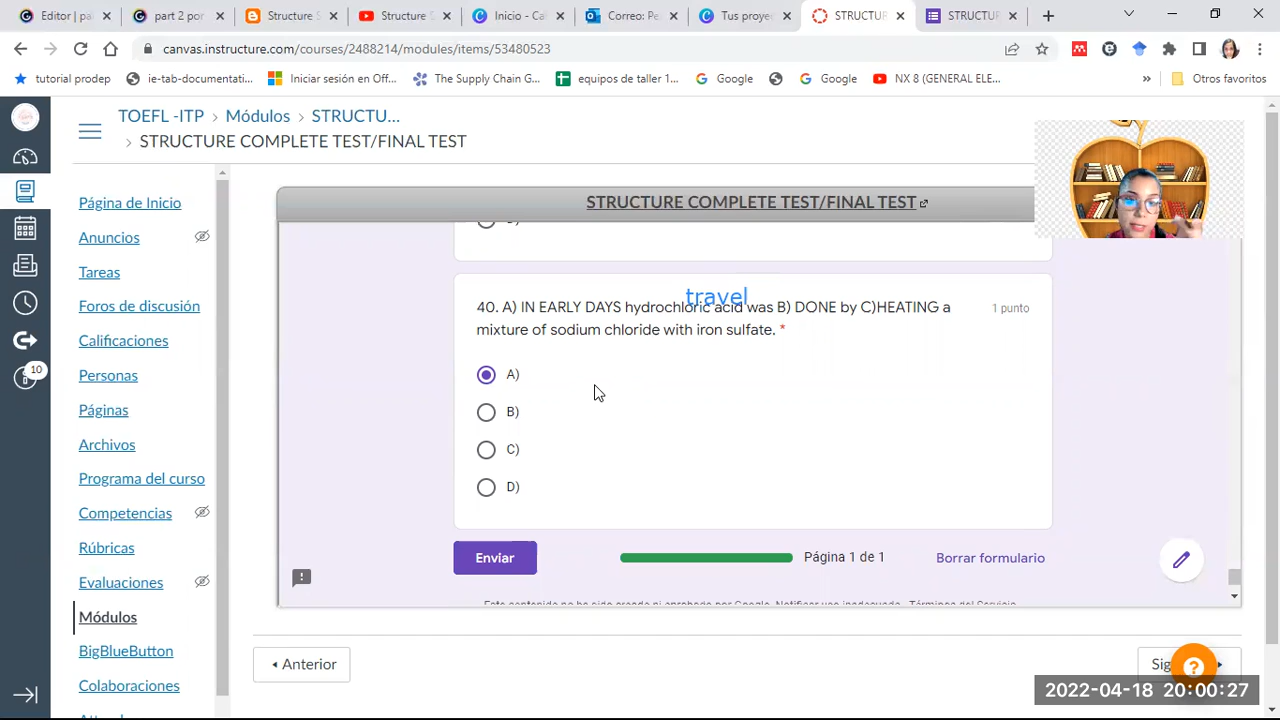 Editor | pa
part 2 por
Structure S
Structure S
Inicio - Cal
Correo: Pe
Tus proye
STRUCTUR
STRUCTUR
canvas.instructure.com/courses/2488214/modules/items/53480523
tutorial prodep
ie-tab-documentati...
Iniciar sesión en Off...
The Supply Chain G...
equipos de taller 1...
Google
Google
NX 8 (GENERAL ELE...
»
Otros favoritos
TOEFL -ITP › Módulos › STRUCTU...
› STRUCTURE COMPLETE TEST/FINAL TEST
Página de Inicio
Anuncios
Tareas
Foros de discusión
Calificaciones
Personas
10
Páginas
Archivos
Programa del curso
Competencias
Rúbricas
Evaluaciones
Módulos
BigBlueButton
Colaboraciones
STRUCTURE COMPLETE TEST/FINAL TEST
travel
40. A) IN EARLY DAYS hydrochloric acid was B) DONE by C)HEATING a
mixture of sodium chloride with iron sulfate. *
1 punto
A)
B)
C)
D)
Enviar
Página 1 de 1
Borrar formulario
Anterior
Sig
2022-04-18 20:00:27